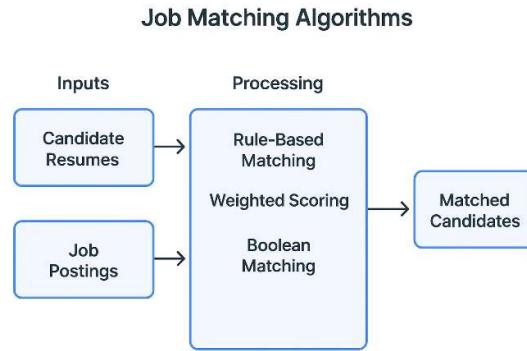 Job Matching Algorithms
Inputs
Processing
Candidate
Resumes
Job
Postings
Rule-Based
Matching
Weighted Scoring
Boolean
Matching
Matched
Candidates